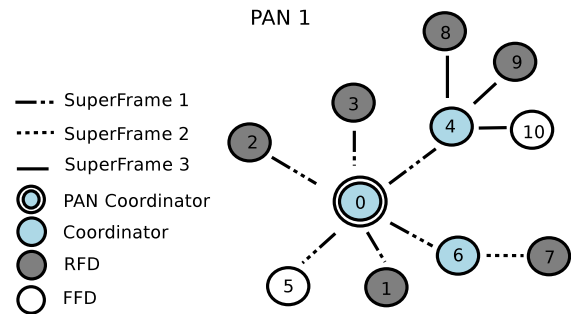 PAN 1
8
9
3
4
10
2
0
6
7
5
1
SuperFrame 1
SuperFrame 2
SuperFrame 3
PAN Coordinator
Coordinator
RFD
FFD